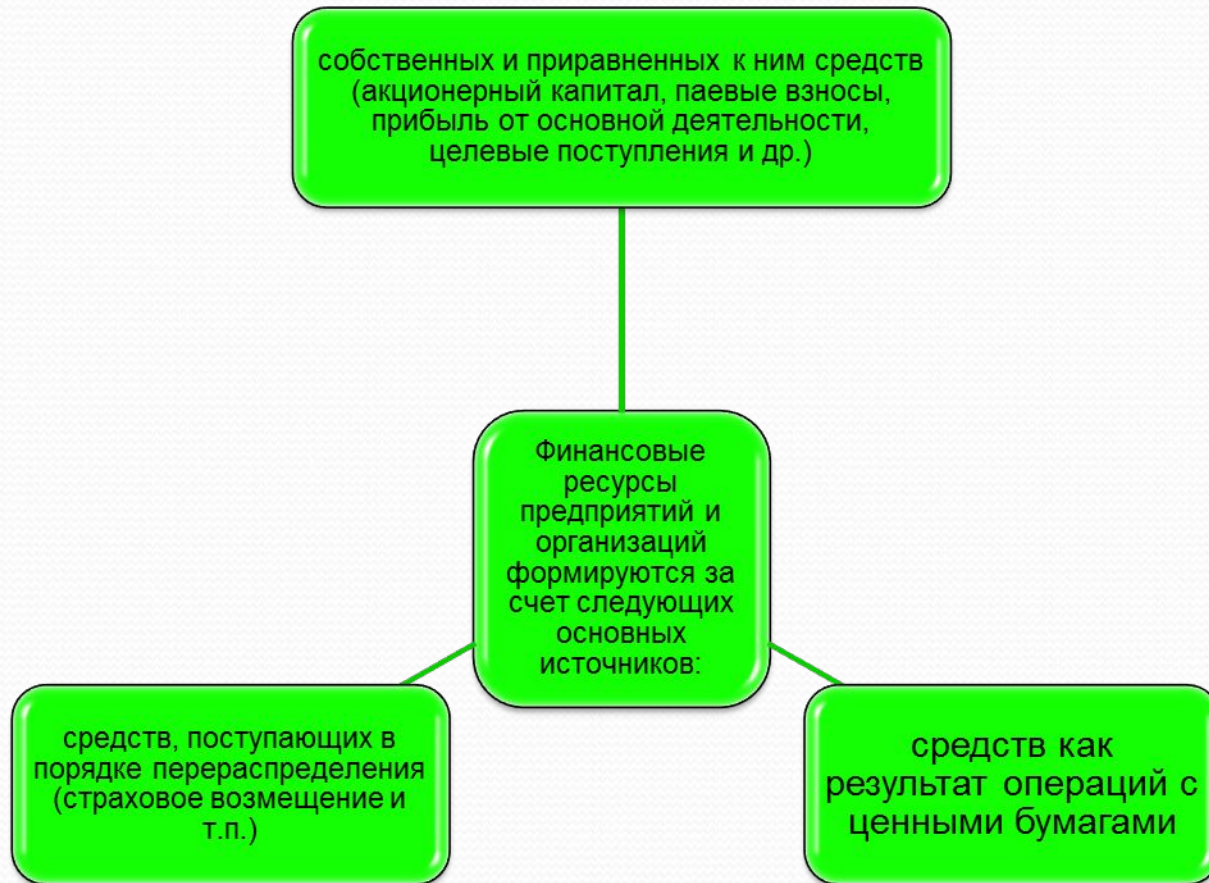 собственных и приравненных к ним средств
(акционерный капитал, паевые взносы,
прибыль от основной деятельности,
целевые поступления и др.)
Финансовые
ресурсы
предприятий и
организаций
формируются за
счет следующих
основных
источников:
средств, поступающих в
порядке перераспределения
(страховое возмещение и
т.п.)
средств как
результат операций с
ценными бумагами